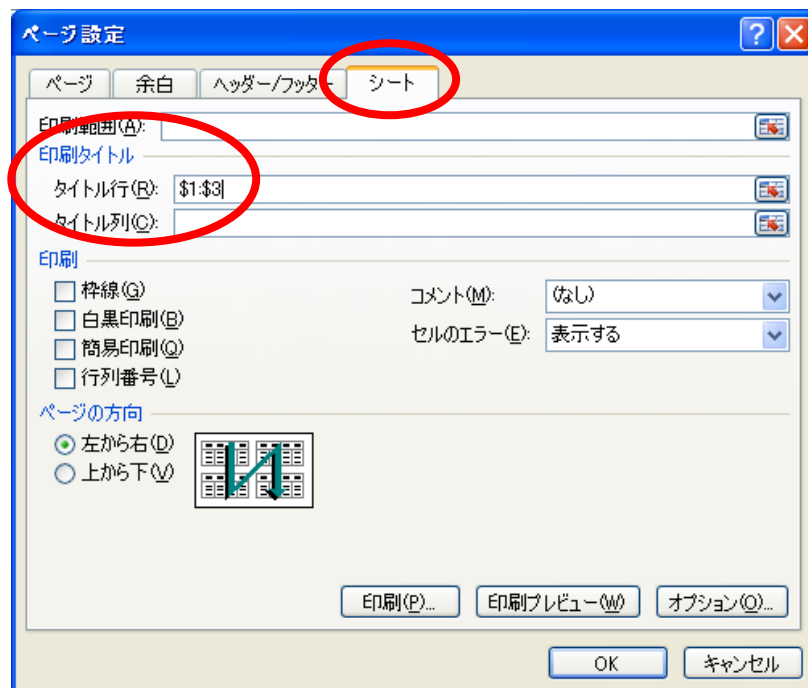 ページ設定
ページ 余白 ヘッダー/フッター シート
印刷範囲(A):
印刷タイトル
タイトル行(R): $1:$3
タイトル列(C):
印刷
枠線(G)
白黒印刷(B)
簡易印刷(Q)
行列番号(L)
コメント(M): (なし)
セルのエラー(E): 表示する
ページの方向
左から右(D)
上から下(V)
印刷(P)... 印刷プレビュー(W) オプション(O)...
OK キャンセル